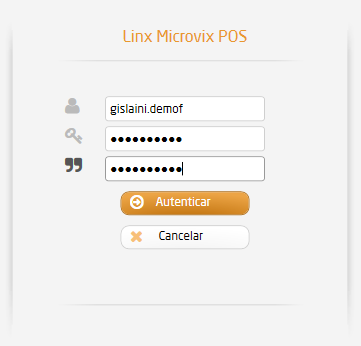 Linx Microvix POS
gislaini.demof
••••••••••
••••••••••
Autenticar
Cancelar